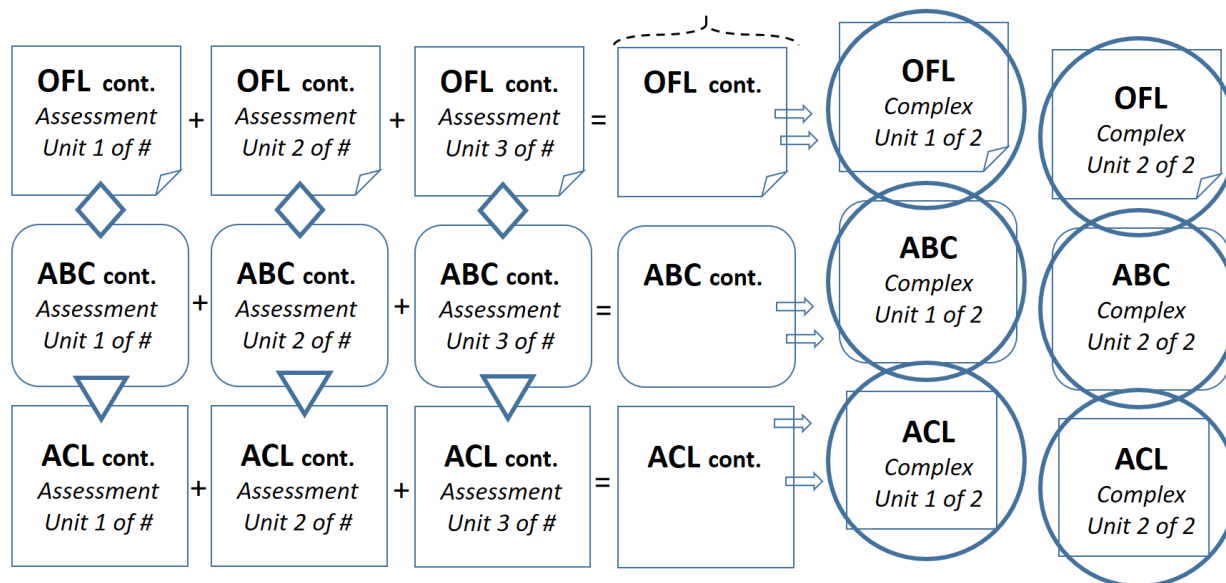 OFL cont.
Assessment
Unit 1 of #
+
OFL cont.
Assessment
Unit 2 of #
+
OFL cont.
Assessment
Unit 3 of #
=
OFL cont.
OFL
Complex
Unit 1 of 2
OFL
Complex
Unit 2 of 2
ABC cont.
Assessment
Unit 1 of #
+
ABC cont.
Assessment
Unit 2 of #
+
ABC cont.
Assessment
Unit 3 of #
=
ABC cont.
ABC
Complex
Unit 1 of 2
ABC
Complex
Unit 2 of 2
ACL cont.
Assessment
Unit 1 of #
+
ACL cont.
Assessment
Unit 2 of #
+
ACL cont.
Assessment
Unit 3 of #
=
ACL cont.
ACL
Complex
Unit 1 of 2
ACL
Complex
Unit 2 of 2